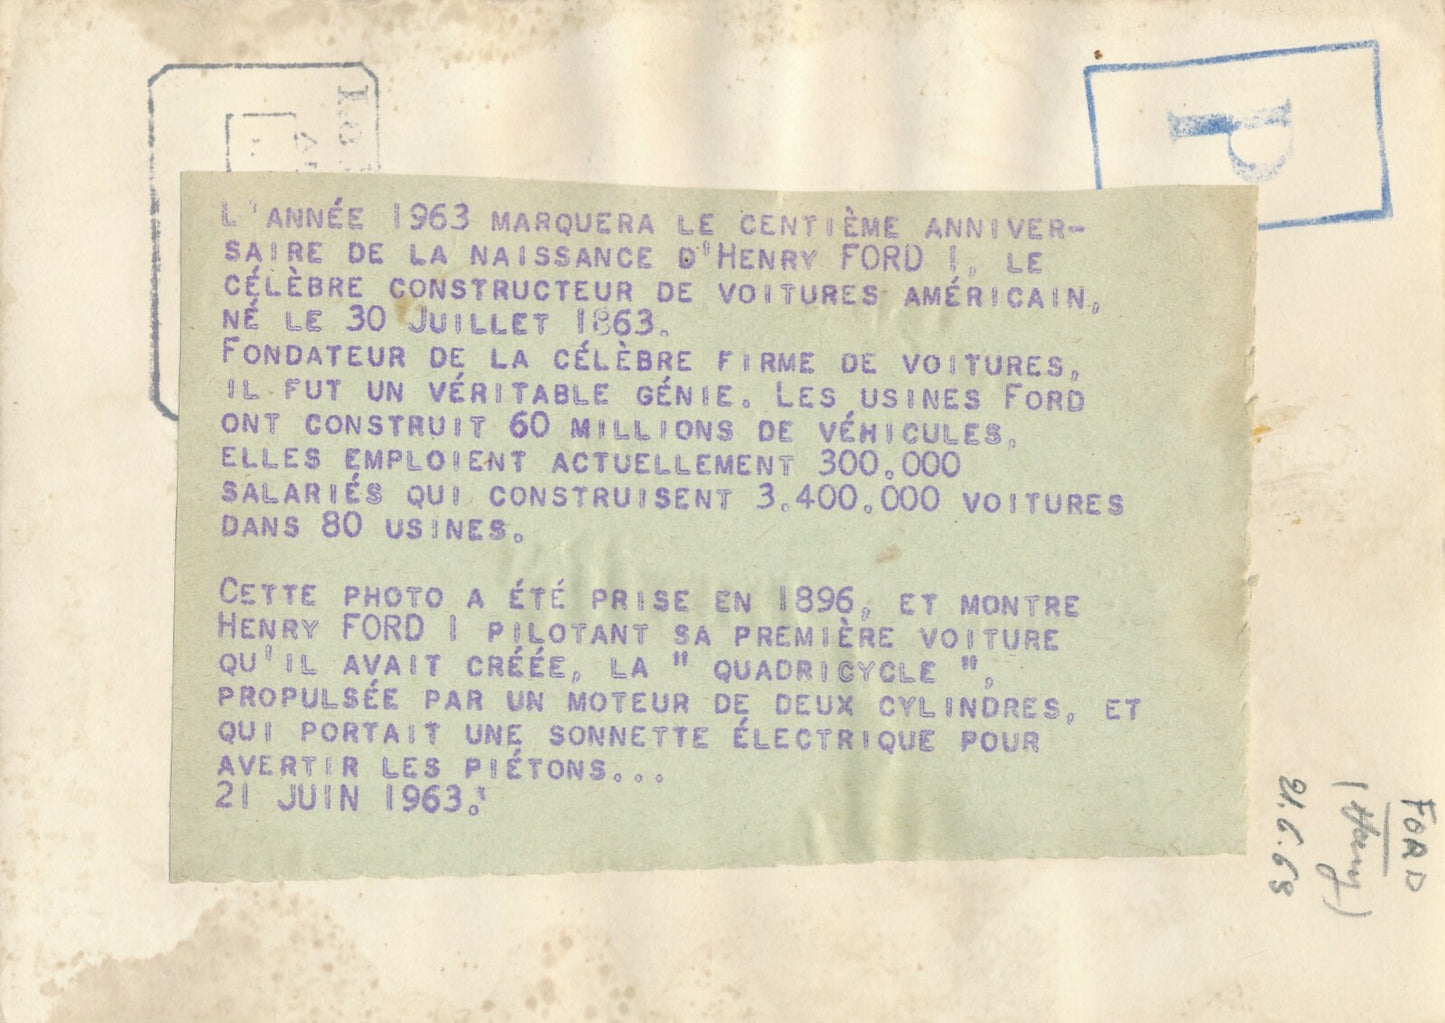 L'ANNÉE 1963 MARQUERA LE CENTIÈME ANNIVER-
SAIRE DE LA NAISSANCE D'HENRY FORD I, LE
CÉLÈBRE CONSTRUCTEUR DE VOITURES AMÉRICAIN,
NÉ LE 30 JUILLET 1863.
FONDATEUR DE LA CÉLÈBRE FIRME DE VOITURES,
IL FUT UN VÉRITABLE GÉNIE. LES USINES FORD
ONT CONSTRUIT 60 MILLIONS DE VÉHICULES,
ELLES EMPLOIENT ACTUELLEMENT 300.000
SALARIÉS QUI CONSTRUISENT 3.400.000 VOITURES
DANS 80 USINES.
CETTE PHOTO A ÉTÉ PRISE EN 1896, ET MONTRE
HENRY FORD I PILOTANT SA PREMIÈRE VOITURE
QU'IL AVAIT CRÉÉE, LA " QUADRICYCLE ",
PROPULSÉE PAR UN MOTEUR DE DEUX CYLINDRES, ET
QUI PORTAIT UNE SONNETTE ÉLECTRIQUE POUR
AVERTIR LES PIÉTONS...
21 JUIN 1963.
P
FORD
(Henry)
21.6.63